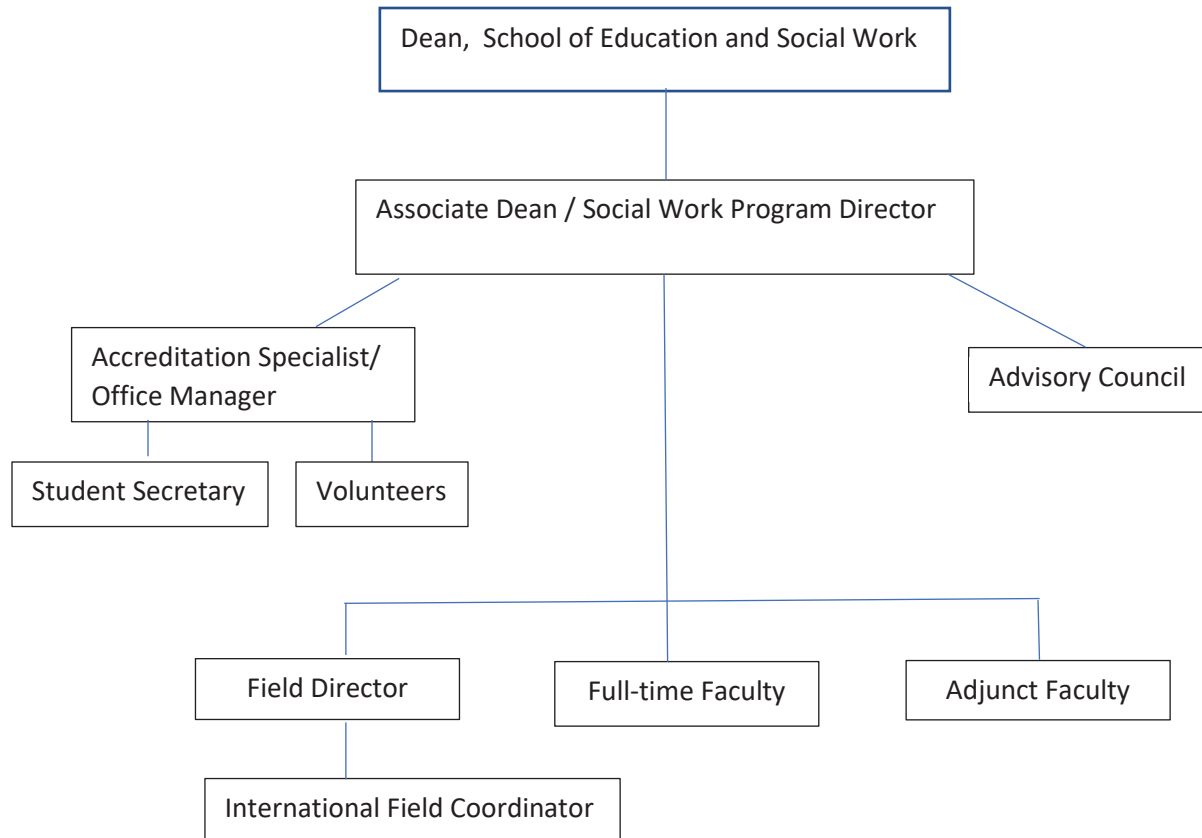 Dean, School of Education and Social Work
Associate Dean / Social Work Program Director
Accreditation Specialist/
Office Manager
Advisory Council
Student Secretary
Volunteers
Field Director
Full-time Faculty
Adjunct Faculty
International Field Coordinator